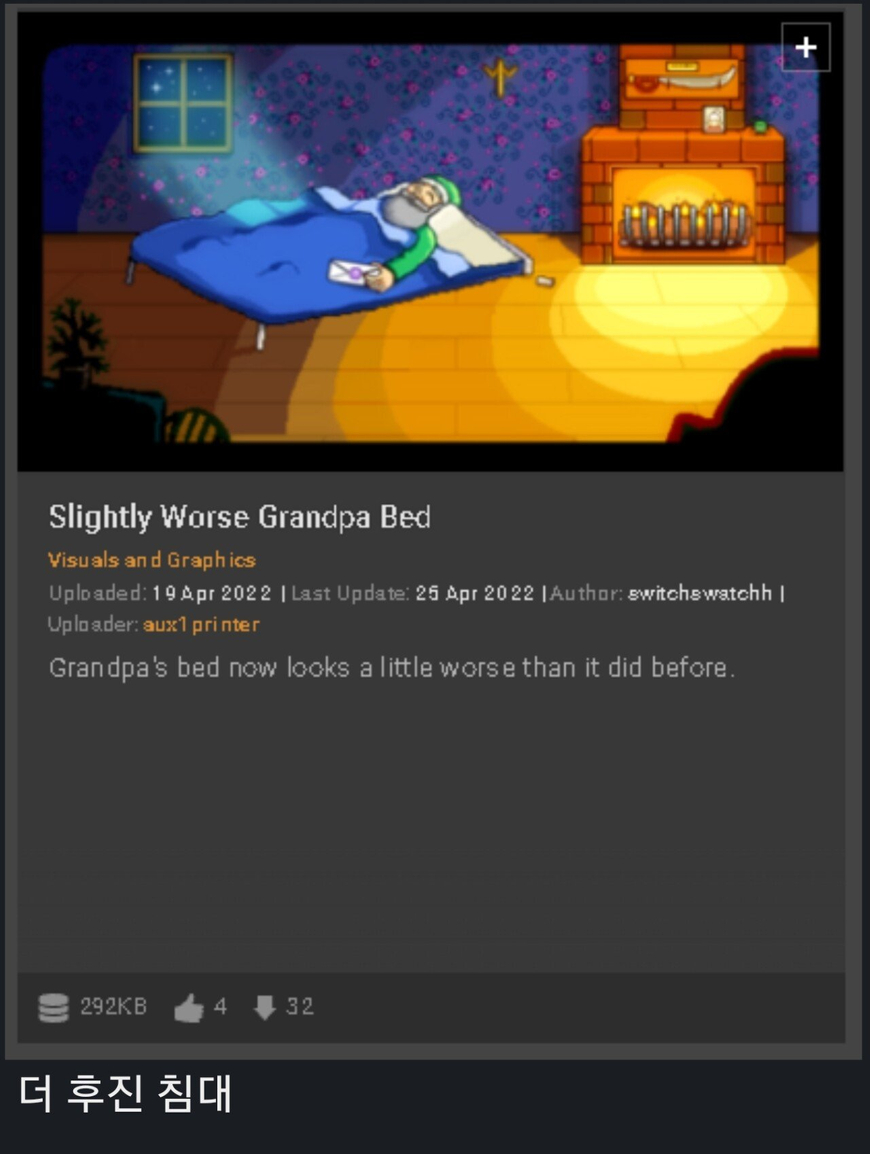 Slightly Worse Grandpa Bed
Visuals and Graphics
Uploaded: 19 Apr 2022 | Last Update: 25 Apr 2022 | Author: switchswatchh |
Uploader: aux1printer
Grandpa's bed now looks a little worse than it did before.
292KB 4 32
더 후진 침대